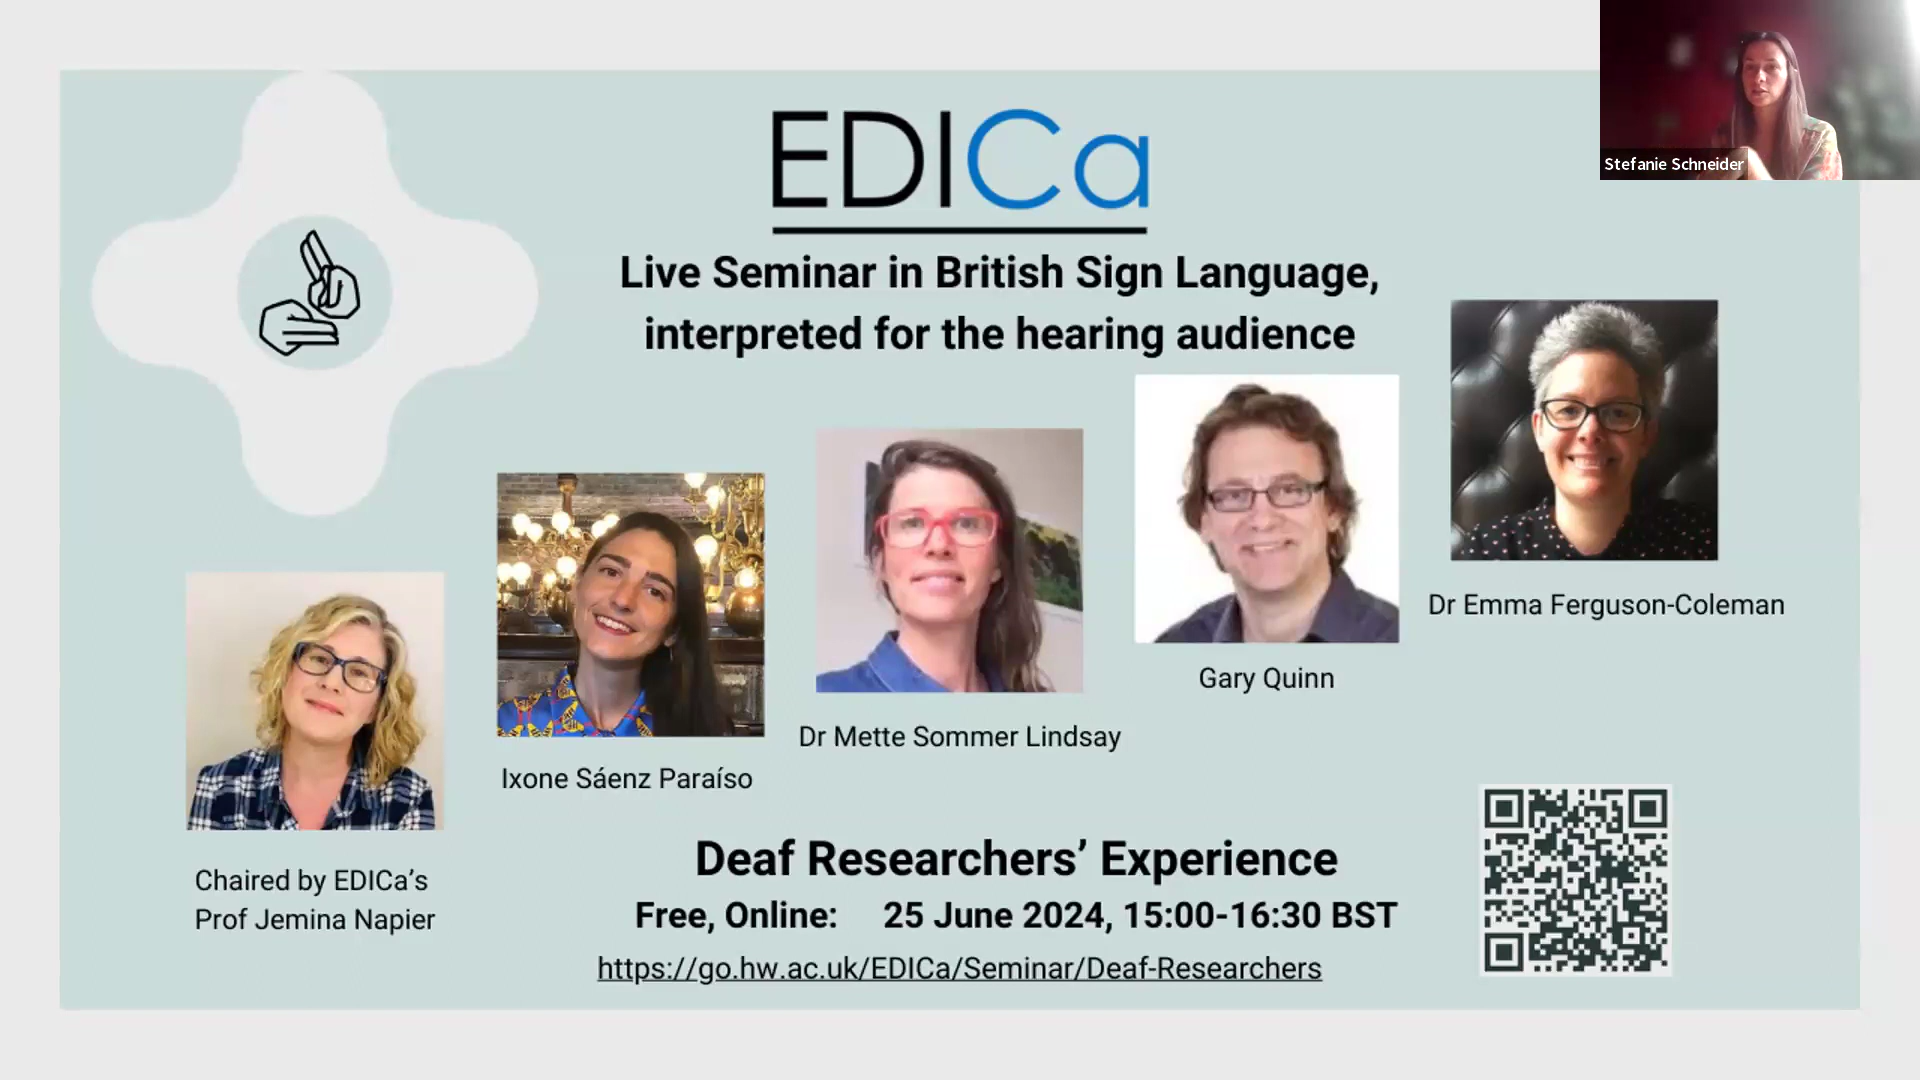 Stefanie Schneider
EDICa
Live Seminar in British Sign Language,
interpreted for the hearing audience
Dr Emma Ferguson-Coleman
Gary Quinn
Dr Mette Sommer Lindsay
Ixone Sáenz Paraíso
Chaired by EDICa’s
Prof Jemina Napier
Deaf Researchers’ Experience
Free, Online: 25 June 2024, 15:00-16:30 BST
https://go.hw.ac.uk/EDICa/Seminar/Deaf-Researchers